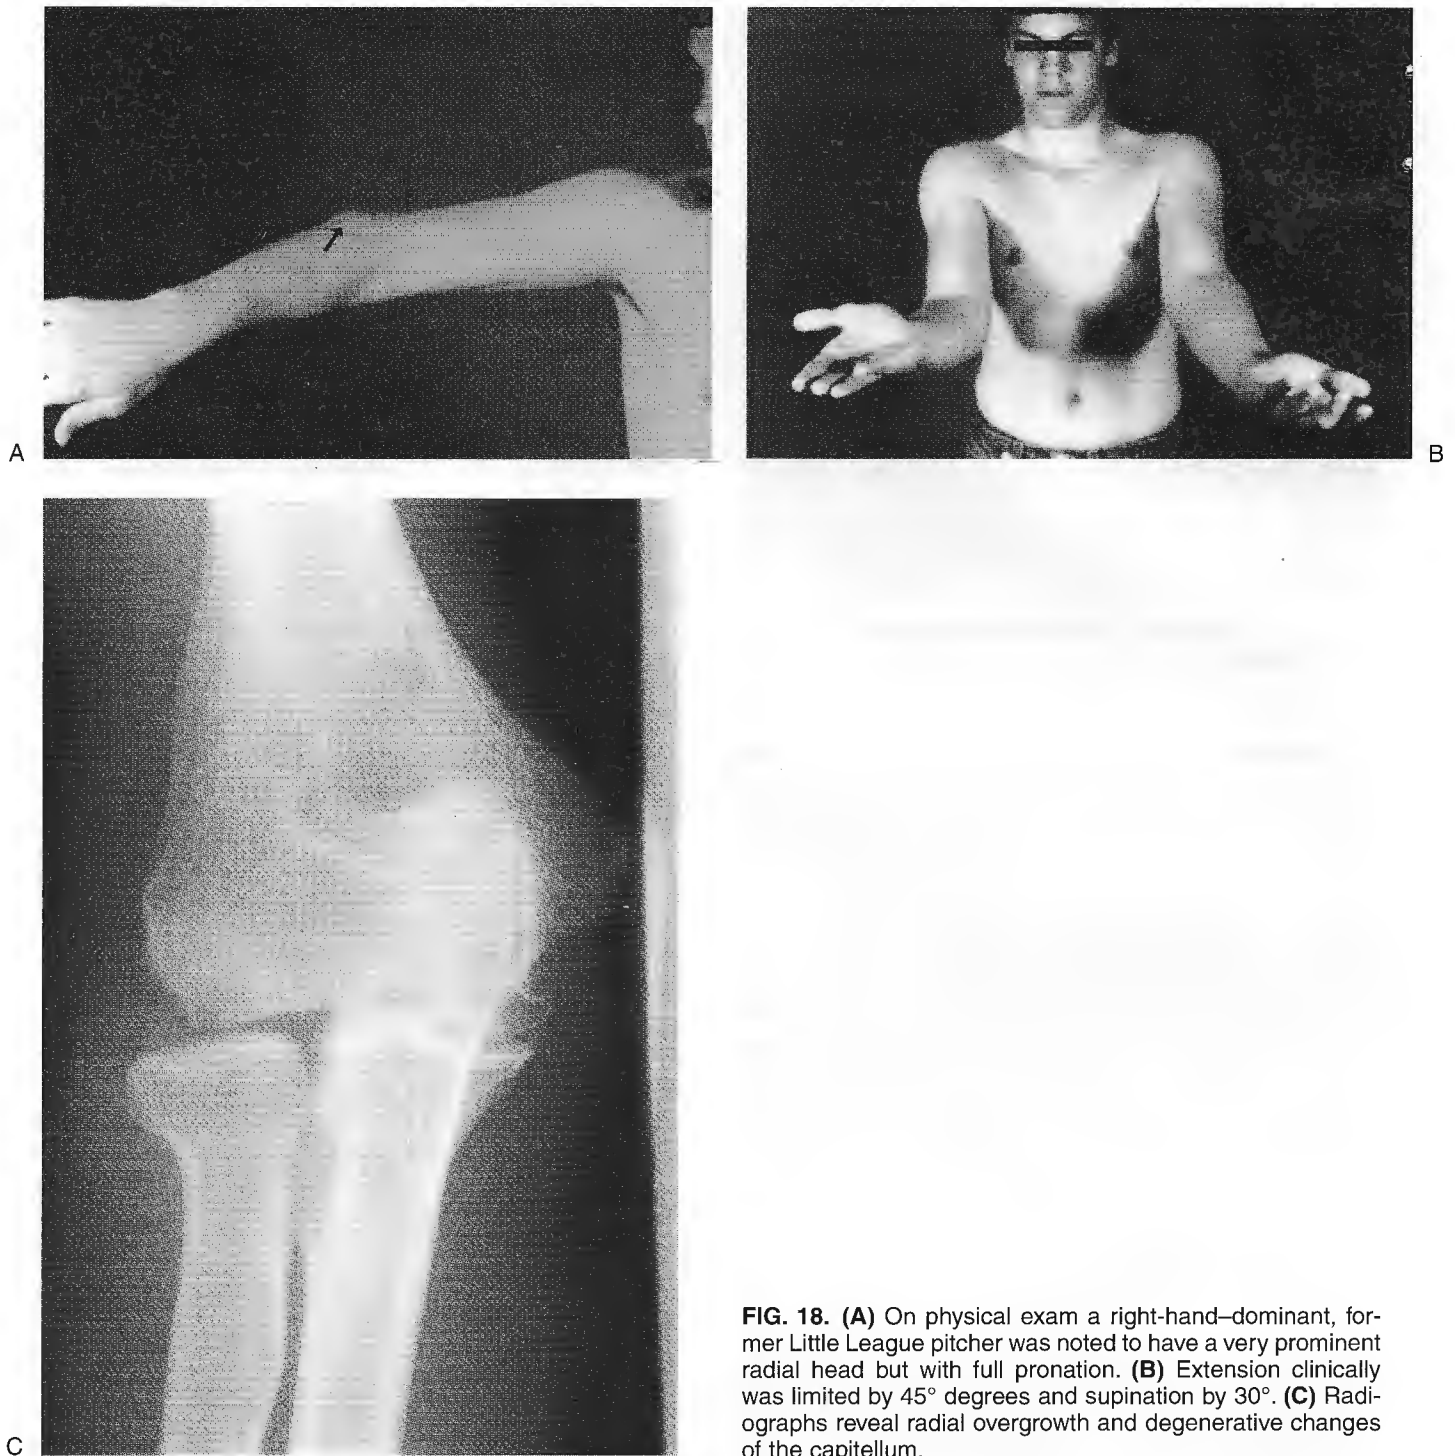 A
B
C
FIG. 18. (A) On physical exam a right-hand–dominant, for-
mer Little League pitcher was noted to have a very prominent
radial head but with full pronation. (B) Extension clinically
was limited by 45° degrees and supination by 30°. (C) Radi-
ographs reveal radial overgrowth and degenerative changes
of the capitellum.